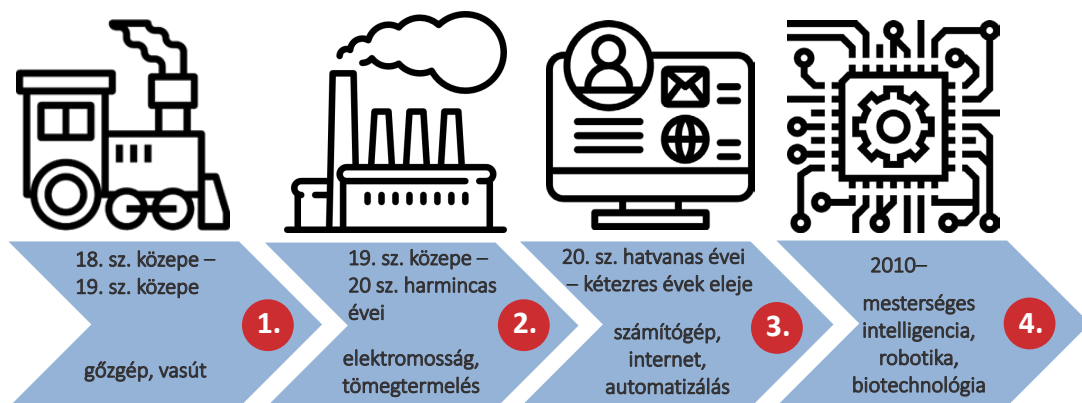 18. sz. közepe –
19. sz. közepe
gőzgép, vasút
1.
19. sz. közepe –
20 sz. harmincas
évei
elektromosság,
tömegtermelés
2.
20. sz. hatvanas évei
– kétezres évek eleje
számítógép,
internet,
automatizálás
3.
2010–
mesterséges
intelligencia,
robotika,
biotechnológia
4.